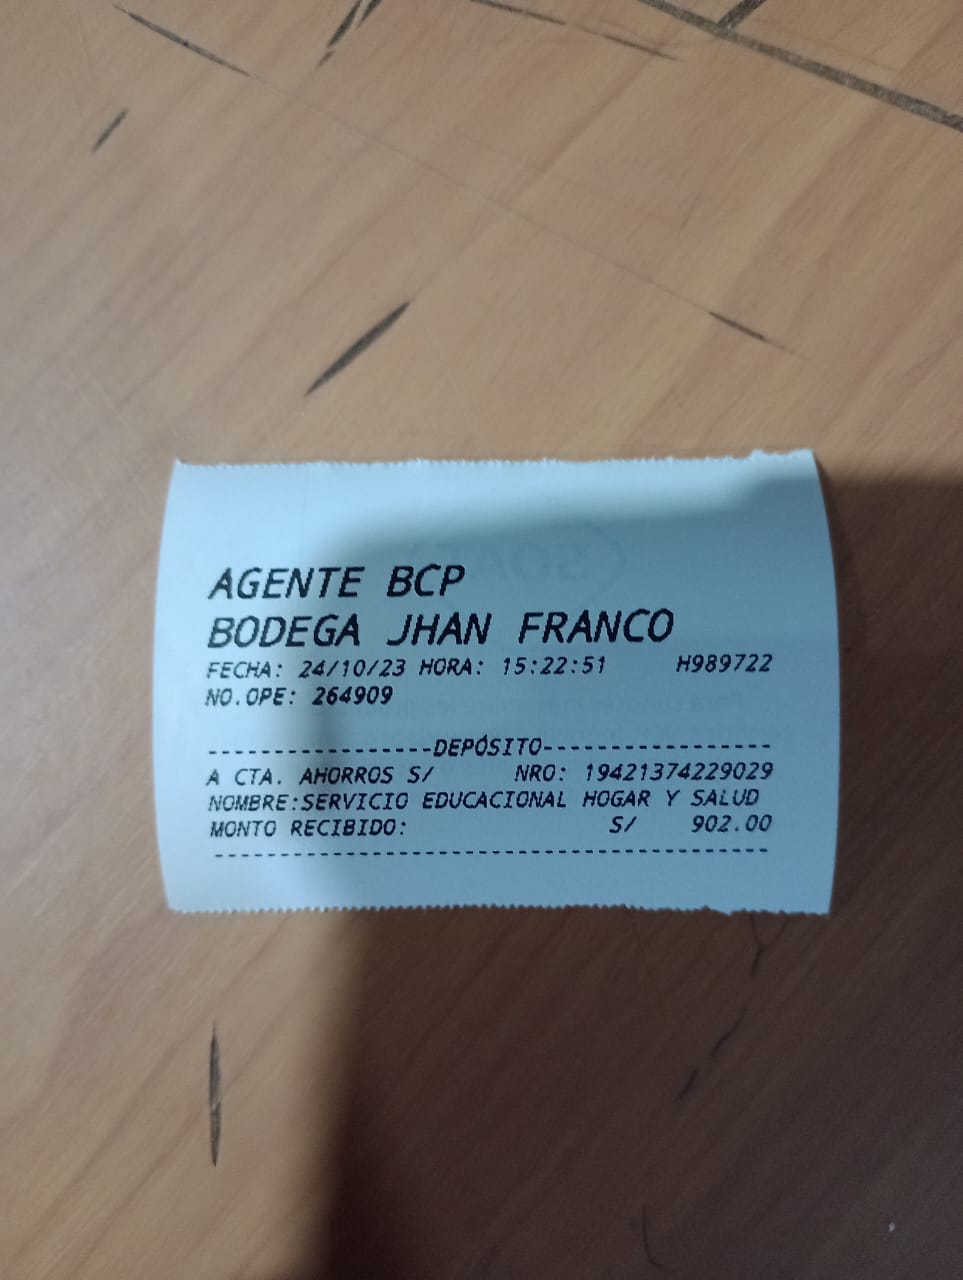 AGENTE BCP
BODEGA JHAN FRANCO
FECHA: 24/10/23 HORA: 15:22:51 H989722
NO.OPE: 264909
-----------------DEPÓSITO-----------------
A CTA. AHORROS S/ NRO: 19421374229029
NOMBRE:SERVICIO EDUCACIONAL HOGAR Y SALUD
MONTO RECIBIDO: S/ 902.00
------------------------------------------